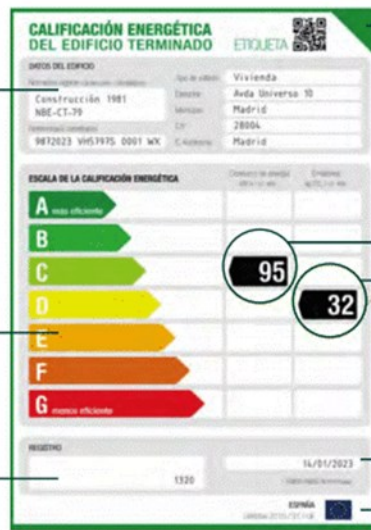 CALIFICACIÓN ENERGÉTICA
DEL EDIFICIO TERMINADO ETIQUETA
DATOS DEL EDIFICIO
Construcción 1981
NBE-CT-79
9872023 VH5797S 0001 WX
Vivienda
Avda Universo 10
Madrid
28004
Madrid
ESCALA DE LA CALIFICACIÓN ENERGÉTICA
A más eficiente
B
C 95
D 32
E
F
G menos eficiente
REGISTRO
1320
14/01/2023
ESPAÑA